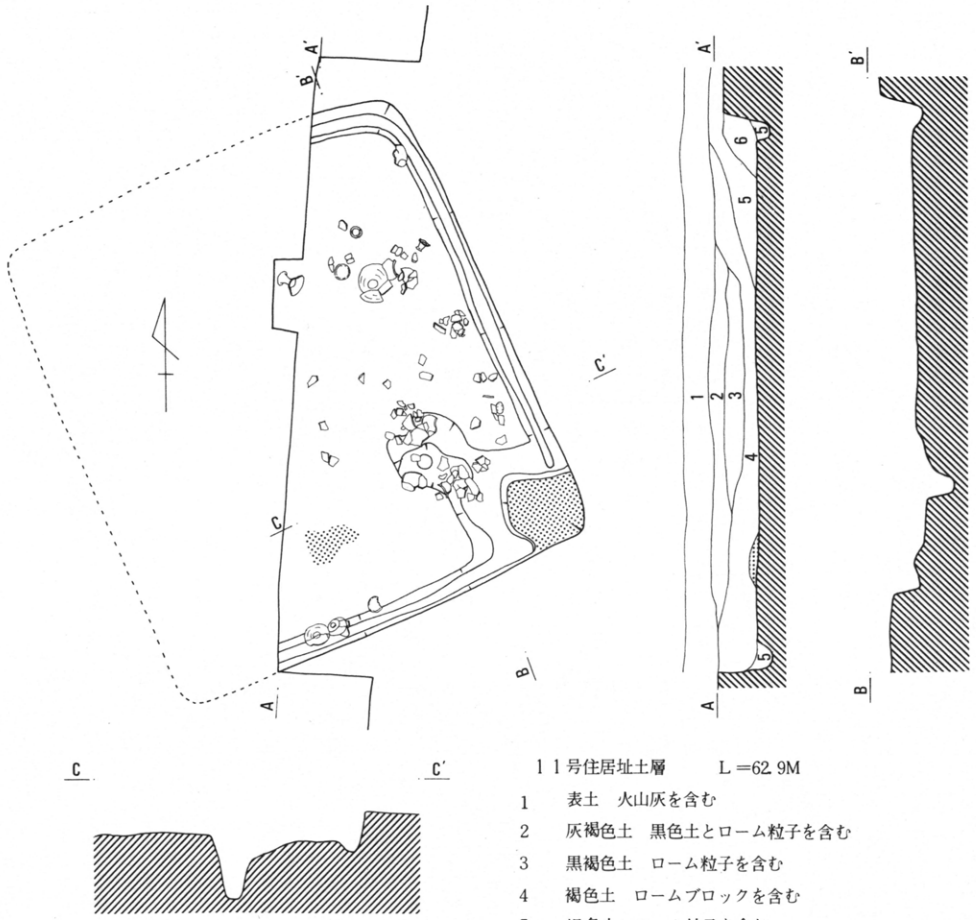 A'
B'
C'
C
B
A
A'
6
5
5
1
2
3
4
5
A
B'
B
C
C'
11号住居址土層 L=62.9M
1 表土 火山灰を含む
2 灰褐色土 黒色土とローム粒子を含む
3 黒褐色土 ローム粒子を含む
4 褐色土 ロームブロックを含む